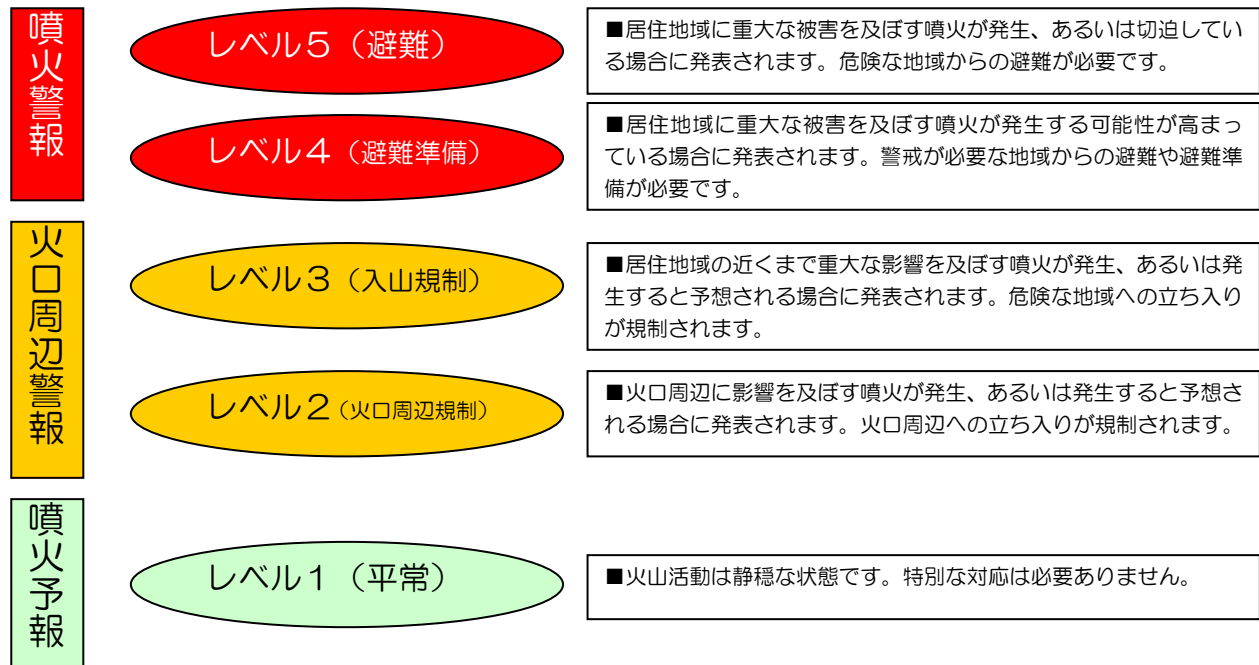 噴火警報
レベル５（避難）
■居住地域に重大な被害を及ぼす噴火が発生、あるいは切迫してい
る場合に発表されます。危険な地域からの避難が必要です。
レベル４（避難準備）
■居住地域に重大な被害を及ぼす噴火が発生する可能性が高まっ
ている場合に発表されます。警戒が必要な地域からの避難や避難準
備が必要です。
火口周辺警報
レベル３（入山規制）
■居住地域の近くまで重大な影響を及ぼす噴火が発生、あるいは発
生すると予想される場合に発表されます。危険な地域への立ち入り
が規制されます。
レベル２（火口周辺規制）
■火口周辺に影響を及ぼす噴火が発生、あるいは発生すると予想さ
れる場合に発表されます。火口周辺への立ち入りが規制されます。
噴火予報
レベル１（平常）
■火山活動は静穏な状態です。特別な対応は必要ありません。